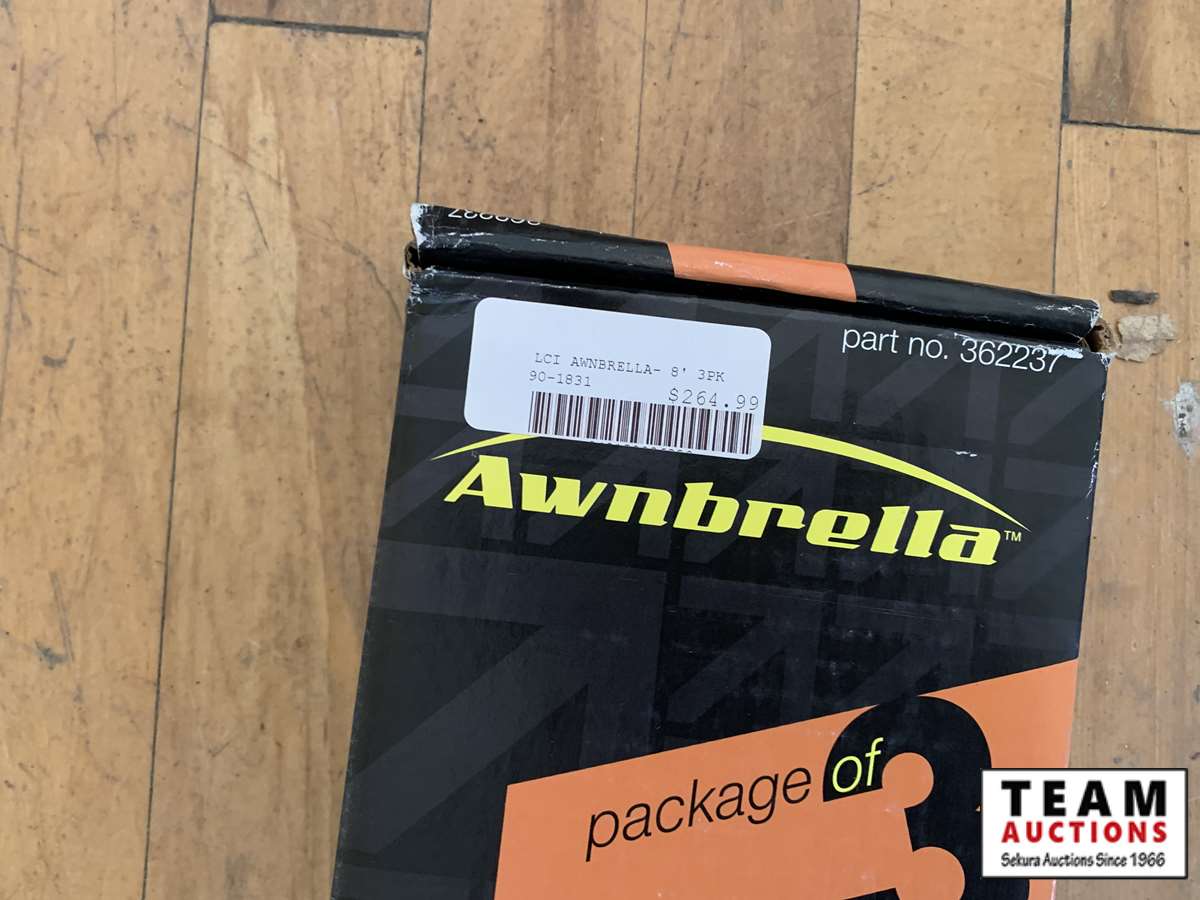 LCI AWNBRELLA- 8' 3PK
90-1831
$264.99
part no. 362237
Awnbrella™
package of
3
TEAM
AUCTIONS
Sekura Auctions Since 1966